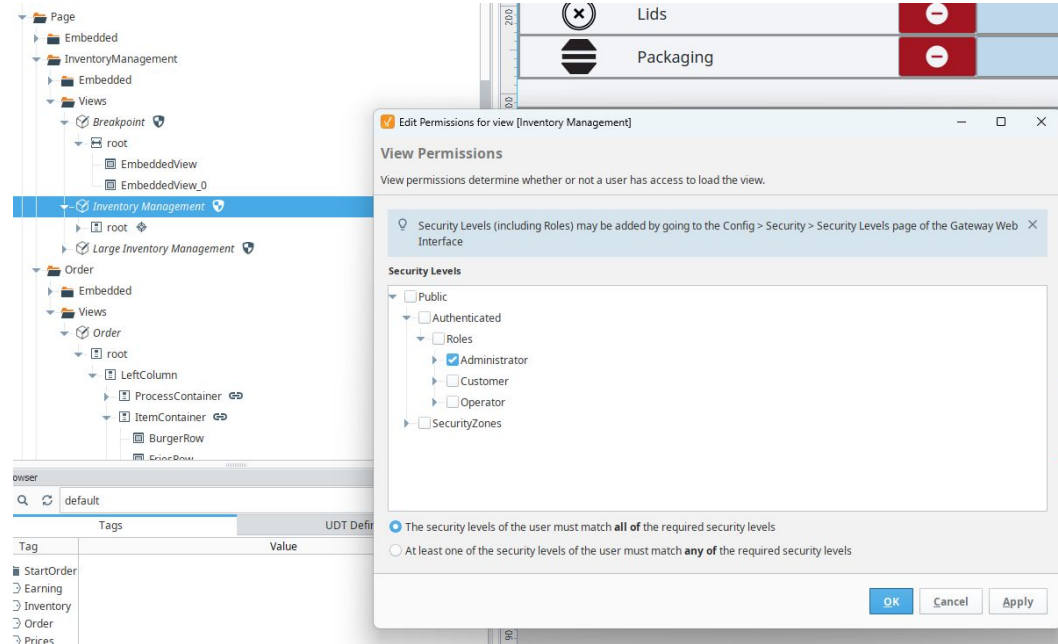 Page
Embedded
InventoryManagement
Embedded
Views
Breakpoint
root
EmbeddedView
EmbeddedView_0
Inventory Management
root
Large Inventory Management
Order
Embedded
Views
Order
root
LeftColumn
ProcessContainer
ItemContainer
BurgerRow
FriesRow
owser
default
Tags
UDT Defin
Tag
Value
StartOrder
Earning
Inventory
Order
Prices
200
Lids
Packaging
Edit Permissions for view [Inventory Management]
View Permissions
View permissions determine whether or not a user has access to load the view.
Security Levels (including Roles) may be added by going to the Config > Security > Security Levels page of the Gateway Web
Interface
Security Levels
Public
Authenticated
Roles
Administrator
Customer
Operator
SecurityZones
The security levels of the user must match all of the required security levels
At least one of the security levels of the user must match any of the required security levels
OK
Cancel
Apply